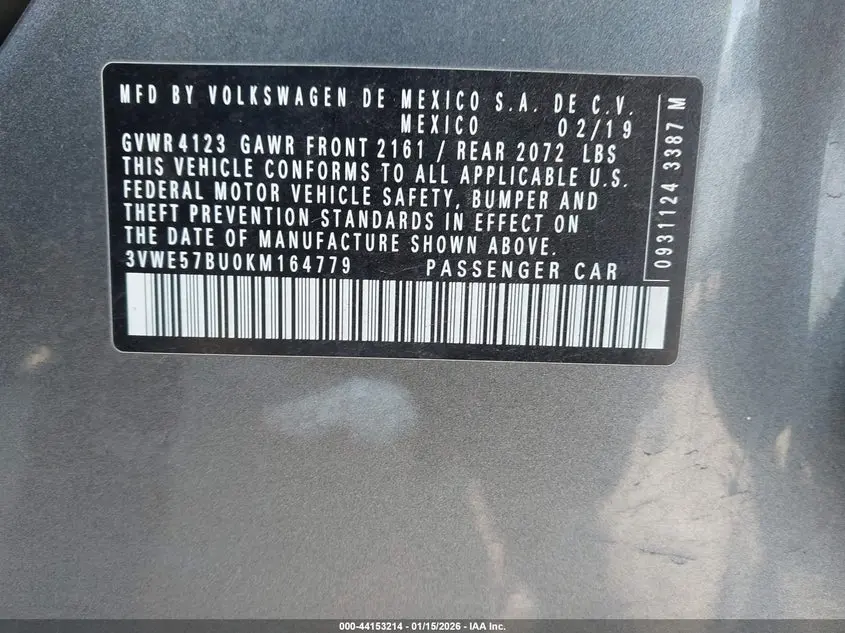 MFD BY VOLKSWAGEN DE MEXICO S.A. DE C.V.
MEXICO 02/19
GVWR 4123 GAWR FRONT 2161 / REAR 2072 LBS
THIS VEHICLE CONFORMS TO ALL APPLICABLE U.S.
FEDERAL MOTOR VEHICLE SAFETY, BUMPER AND
THEFT PREVENTION STANDARDS IN EFFECT ON
THE DATE OF MANUFACTURE SHOWN ABOVE.
3VWE57BU0KM164779 PASSENGER CAR
0931124 3387 M
000-44153214 - 01/15/2026 - IAA Inc.